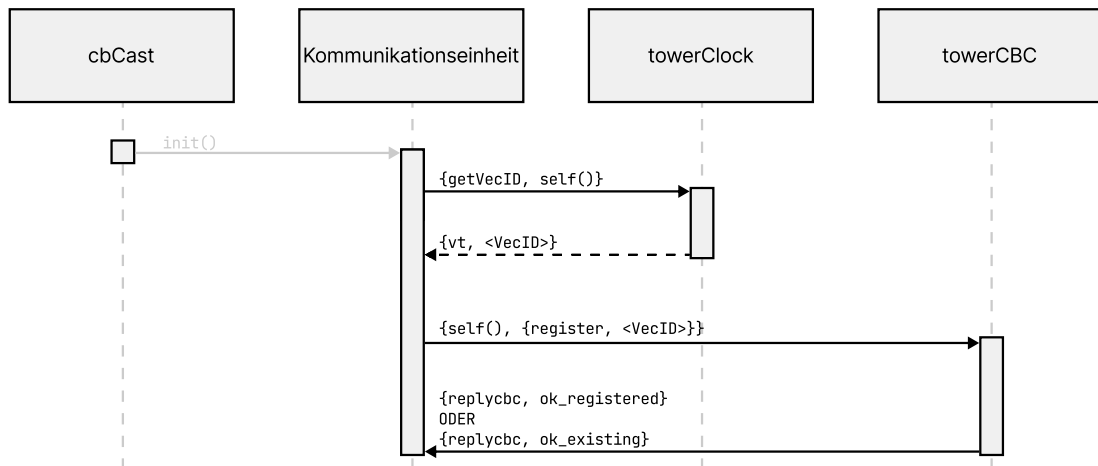 cbCast
Kommunikationseinheit
towerClock
towerCBC
init()
{getVecID, self()}
{vt, <VecID>}
{self(), {register, <VecID>}}
{replycbc, ok_registered}
ODER
{replycbc, ok_existing}